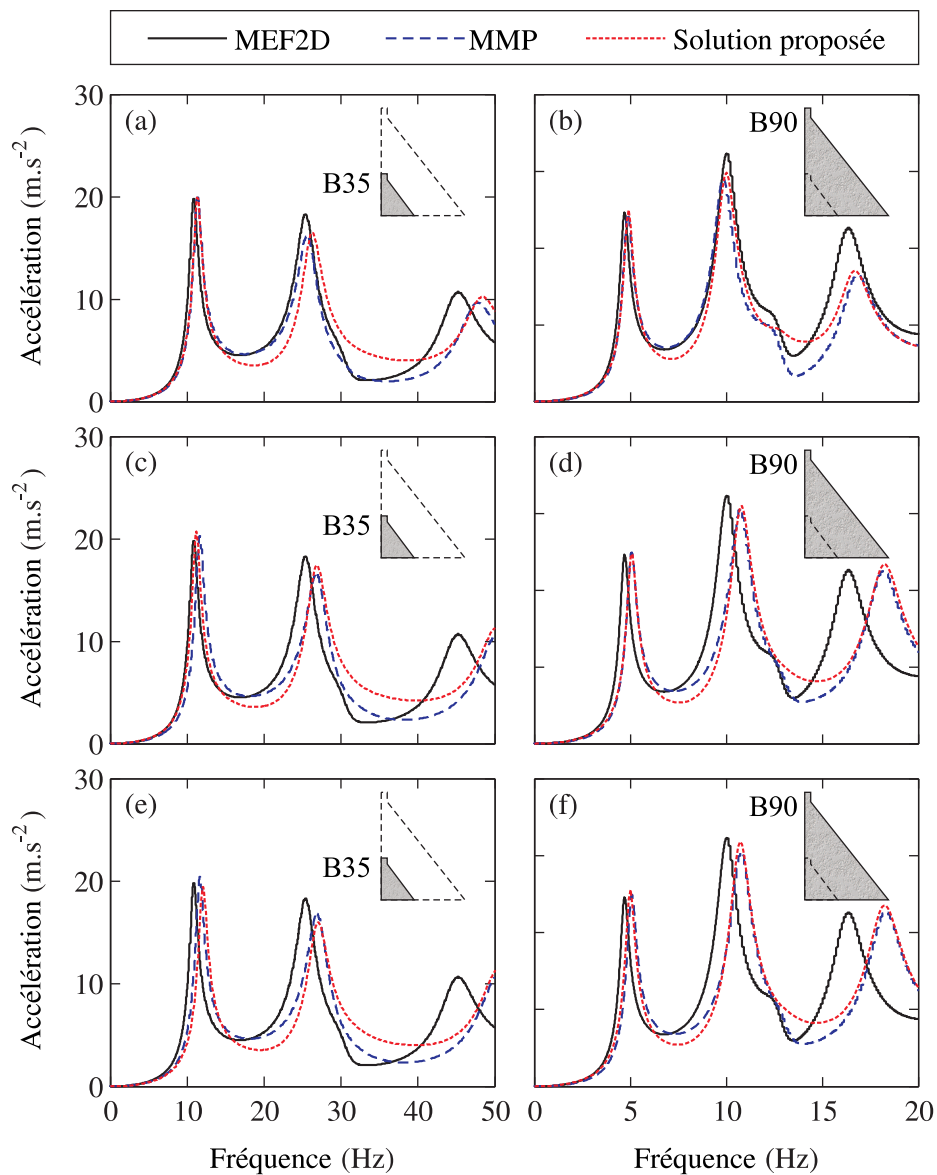 MEF2D MMP Solution proposée
30 (a) (b) B90
B35
20
10
0
Accélération (m.s⁻²)
30 (c) (d) B90
B35
20
10
0
Accélération (m.s⁻²)
30 (e) (f) B90
B35
20
10
0
Accélération (m.s⁻²)
0 10 20 30 40 50 0 5 10 15 20
Fréquence (Hz) Fréquence (Hz)